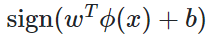 sign(w^T ϕ(x) + b)